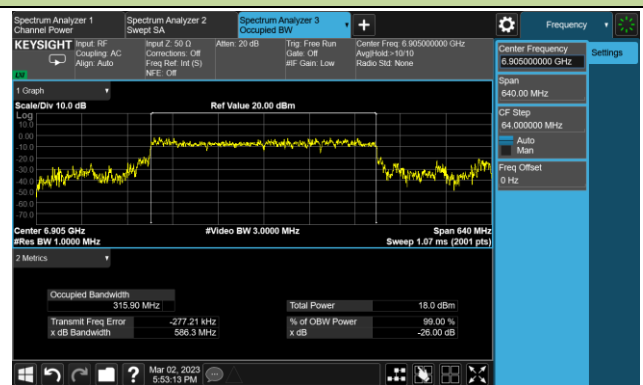 Spectrum Analyzer 1
Channel Power
Spectrum Analyzer 2
Swept SA
Spectrum Analyzer 3
Occupied BW
Frequency
KEYSIGHT
Input: RF
Coupling: AC
Align: Auto
Input Z: 50 Ω
Corrections: Off
Freq Ref: Int (S)
NFE: Off
Atten: 20 dB
Trig: Free Run
Gate: Off
#IF Gain: Low
Center Freq: 6.905000000 GHz
Avg|Hold:>10/10
Radio Std: None
Center Frequency
6.905000000 GHz
Settings
Span
640.00 MHz
CF Step
64.000000 MHz
Auto
Man
Freq Offset
0 Hz
1 Graph
Scale/Div 10.0 dB
Ref Value 20.00 dBm
Log
10.0
0.00
-10.0
-20.0
-30.0
-40.0
-50.0
-60.0
-70.0
Center 6.905 GHz
#Video BW 3.0000 MHz
Span 640 MHz
#Res BW 1.0000 MHz
Sweep 1.07 ms (2001 pts)
2 Metrics
Occupied Bandwidth
315.90 MHz
Total Power
18.0 dBm
Transmit Freq Error
-277.21 kHz
% of OBW Power
99.00 %
x dB Bandwidth
586.3 MHz
x dB
-26.00 dB
Mar 02, 2023
5:53:13 PM